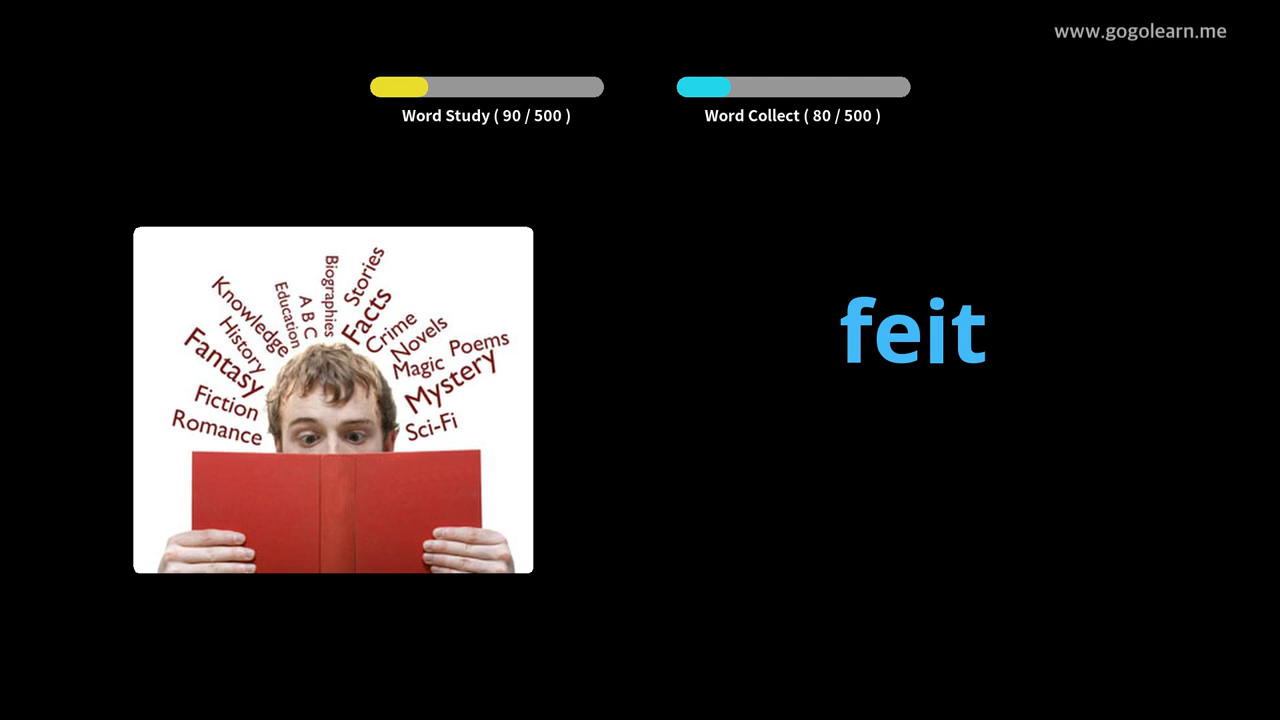 www.gogolearn.me
Word Study ( 90 / 500 )
Word Collect ( 80 / 500 )
feit
Stories
Biographies
Facts
A B C
Education
Knowledge
Crime
Novels
History
Poems
Fantasy
Magic
Mystery
Fiction
Sci-Fi
Romance